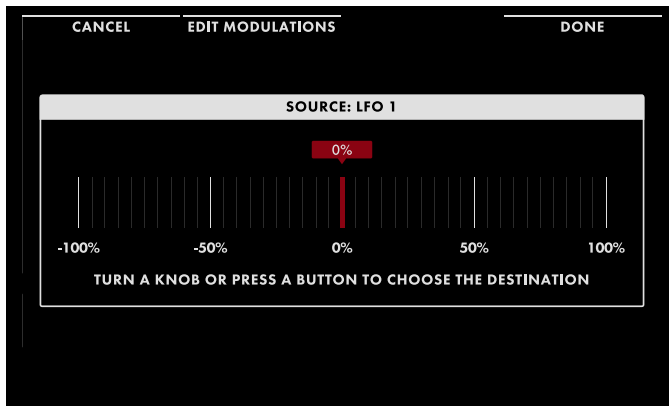 CANCEL EDIT MODULATIONS DONE
SOURCE: LFO 1
0%
-100% -50% 0% 50% 100%
TURN A KNOB OR PRESS A BUTTON TO CHOOSE THE DESTINATION